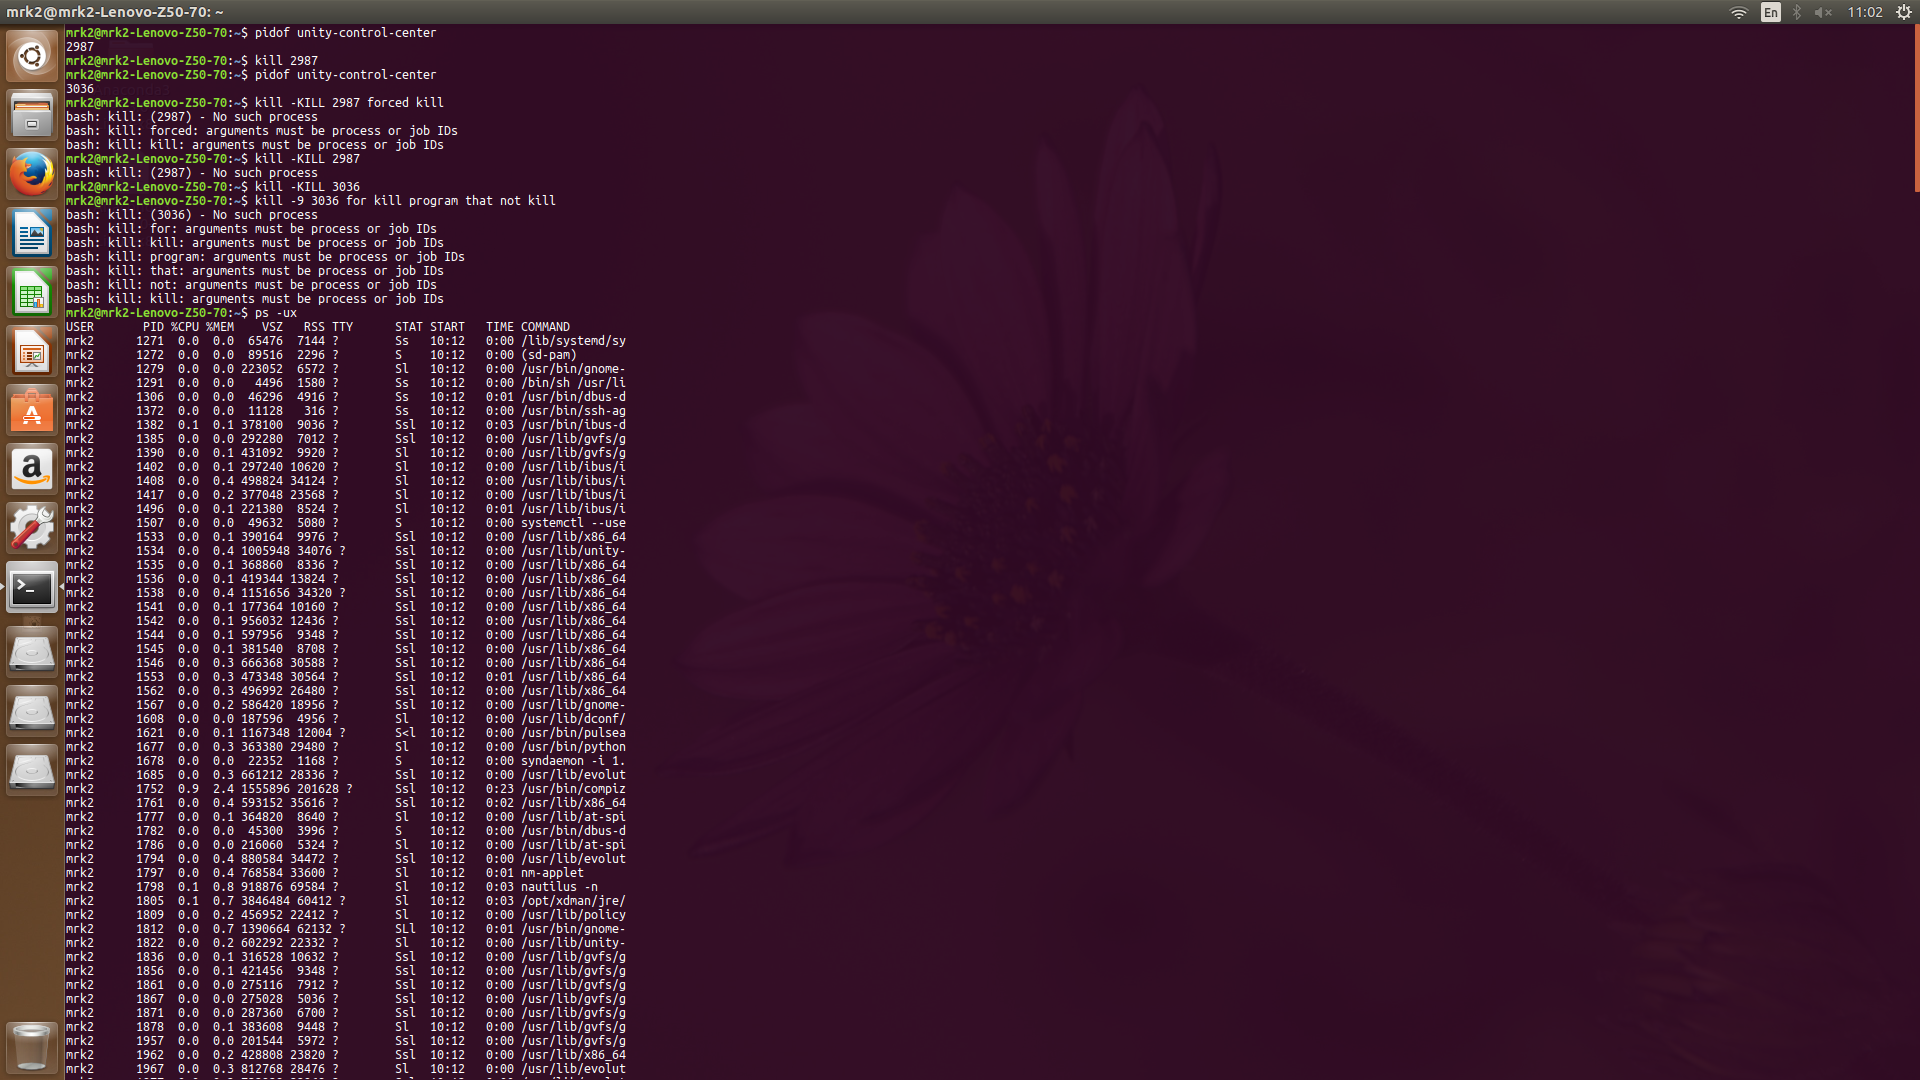 mrk2@mrk2-Lenovo-Z50-70: ~
En
11:02
mrk2@mrk2-Lenovo-Z50-70:~$ pidof unity-control-center
2987
mrk2@mrk2-Lenovo-Z50-70:~$ kill 2987
mrk2@mrk2-Lenovo-Z50-70:~$ pidof unity-control-center
3036
mrk2@mrk2-Lenovo-Z50-70:~$ kill -KILL 2987 forced kill
bash: kill: (2987) - No such process
bash: kill: forced: arguments must be process or job IDs
bash: kill: kill: arguments must be process or job IDs
mrk2@mrk2-Lenovo-Z50-70:~$ kill -KILL 2987
bash: kill: (2987) - No such process
mrk2@mrk2-Lenovo-Z50-70:~$ kill -KILL 3036
mrk2@mrk2-Lenovo-Z50-70:~$ kill -9 3036 for kill program that not kill
bash: kill: (3036) - No such process
bash: kill: for: arguments must be process or job IDs
bash: kill: kill: arguments must be process or job IDs
bash: kill: program: arguments must be process or job IDs
bash: kill: that: arguments must be process or job IDs
bash: kill: not: arguments must be process or job IDs
bash: kill: kill: arguments must be process or job IDs
mrk2@mrk2-Lenovo-Z50-70:~$ ps -ux
USER       PID %CPU %MEM    VSZ   RSS TTY      STAT START   TIME COMMAND
mrk2      1271  0.0  0.0  65476  7144 ?        Ss   10:12   0:00 /lib/systemd/sy
mrk2      1272  0.0  0.0  89516  2296 ?        S    10:12   0:00 (sd-pam)
mrk2      1279  0.0  0.0 223052  6572 ?        Sl   10:12   0:00 /usr/bin/gnome-
mrk2      1291  0.0  0.0   4496  1580 ?        Ss   10:12   0:00 /bin/sh /usr/li
mrk2      1306  0.0  0.0  46296  4916 ?        Ss   10:12   0:01 /usr/bin/dbus-d
mrk2      1372  0.0  0.0  11128   316 ?        Ss   10:12   0:00 /usr/bin/ssh-ag
mrk2      1382  0.1  0.1 378100  9036 ?        Ssl  10:12   0:03 /usr/bin/ibus-d
mrk2      1385  0.0  0.0 292280  7012 ?        Ssl  10:12   0:00 /usr/lib/gvfs/g
mrk2      1390  0.0  0.1 431092  9920 ?        Sl   10:12   0:00 /usr/lib/gvfs/g
mrk2      1402  0.0  0.1 297240 10620 ?        Sl   10:12   0:00 /usr/lib/ibus/i
mrk2      1408  0.0  0.4 498824 34124 ?        Sl   10:12   0:00 /usr/lib/ibus/i
mrk2      1417  0.0  0.2 377048 23568 ?        Sl   10:12   0:00 /usr/lib/ibus/i
mrk2      1496  0.0  0.1 221380  8524 ?        Sl   10:12   0:01 /usr/lib/ibus/i
mrk2      1507  0.0  0.0  49632  5080 ?        S    10:12   0:00 systemctl --use
mrk2      1533  0.0  0.1 390164  9976 ?        Ssl  10:12   0:00 /usr/lib/x86_64
mrk2      1534  0.0  0.4 1005948 34076 ?       Ssl  10:12   0:00 /usr/lib/unity-
mrk2      1535  0.0  0.1 368860  8336 ?        Ssl  10:12   0:00 /usr/lib/x86_64
mrk2      1536  0.0  0.1 419344 13824 ?        Ssl  10:12   0:00 /usr/lib/x86_64
mrk2      1538  0.0  0.4 1151656 34320 ?       Ssl  10:12   0:00 /usr/lib/x86_64
mrk2      1541  0.0  0.1 177364 10160 ?        Ssl  10:12   0:00 /usr/lib/x86_64
mrk2      1542  0.0  0.1 956032 12436 ?        Ssl  10:12   0:00 /usr/lib/x86_64
mrk2      1544  0.0  0.1 597956  9348 ?        Ssl  10:12   0:00 /usr/lib/x86_64
mrk2      1545  0.0  0.1 381540  8708 ?        Ssl  10:12   0:00 /usr/lib/x86_64
mrk2      1546  0.0  0.3 666368 30588 ?        Ssl  10:12   0:00 /usr/lib/x86_64
mrk2      1553  0.0  0.3 473348 30564 ?        Ssl  10:12   0:01 /usr/lib/x86_64
mrk2      1562  0.0  0.3 496992 26480 ?        Ssl  10:12   0:00 /usr/lib/x86_64
mrk2      1567  0.0  0.2 586420 18956 ?        Ssl  10:12   0:00 /usr/lib/gnome-
mrk2      1608  0.0  0.0 187596  4956 ?        Sl   10:12   0:00 /usr/lib/dconf/
mrk2      1621  0.0  0.1 1167348 12004 ?       S<l  10:12   0:00 /usr/bin/pulsea
mrk2      1677  0.0  0.3 363380 29480 ?        Sl   10:12   0:00 /usr/bin/python
mrk2      1678  0.0  0.0  22352  1168 ?        S    10:12   0:00 syndaemon -i 1.
mrk2      1685  0.0  0.3 661212 28336 ?        Ssl  10:12   0:00 /usr/lib/evolut
mrk2      1752  0.9  2.4 1555896 201628 ?      Ssl  10:12   0:23 /usr/bin/compiz
mrk2      1761  0.0  0.4 593152 35616 ?        Ssl  10:12   0:02 /usr/lib/x86_64
mrk2      1777  0.0  0.1 364820  8640 ?        Sl   10:12   0:00 /usr/lib/at-spi
mrk2      1782  0.0  0.0  45300  3996 ?        S    10:12   0:00 /usr/bin/dbus-d
mrk2      1786  0.0  0.0 216060  5324 ?        Sl   10:12   0:00 /usr/lib/at-spi
mrk2      1794  0.0  0.4 880584 34472 ?        Ssl  10:12   0:00 /usr/lib/evolut
mrk2      1797  0.0  0.4 768584 33600 ?        Sl   10:12   0:01 nm-applet
mrk2      1798  0.1  0.8 918876 69584 ?        Sl   10:12   0:03 nautilus -n
mrk2      1805  0.1  0.7 3846484 60412 ?       Sl   10:12   0:03 /opt/xdman/jre/
mrk2      1809  0.0  0.2 456952 22412 ?        Sl   10:12   0:00 /usr/lib/policy
mrk2      1812  0.0  0.7 1390664 62132 ?       SLl  10:12   0:01 /usr/bin/gnome-
mrk2      1822  0.0  0.2 602292 22332 ?        Sl   10:12   0:00 /usr/lib/unity-
mrk2      1836  0.0  0.1 316528 10632 ?        Ssl  10:12   0:00 /usr/lib/gvfs/g
mrk2      1856  0.0  0.1 421456  9348 ?        Ssl  10:12   0:00 /usr/lib/gvfs/g
mrk2      1861  0.0  0.0 275116  7912 ?        Ssl  10:12   0:00 /usr/lib/gvfs/g
mrk2      1867  0.0  0.0 275028  5036 ?        Ssl  10:12   0:00 /usr/lib/gvfs/g
mrk2      1871  0.0  0.0 287360  6700 ?        Ssl  10:12   0:00 /usr/lib/gvfs/g
mrk2      1878  0.0  0.1 383608  9448 ?        Sl   10:12   0:00 /usr/lib/gvfs/g
mrk2      1957  0.0  0.0 201544  5972 ?        Ssl  10:12   0:00 /usr/lib/gvfs/g
mrk2      1962  0.0  0.2 428808 23820 ?        Ssl  10:12   0:00 /usr/lib/x86_64
mrk2      1967  0.0  0.3 812768 28476 ?        Sl   10:12   0:00 /usr/lib/evolut